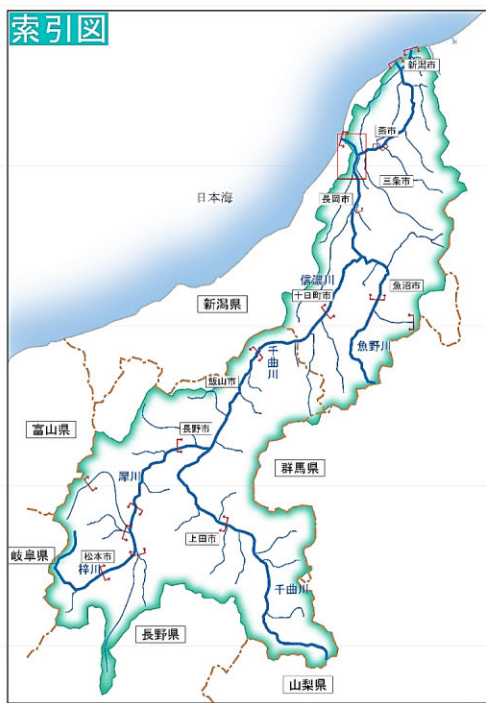 索引図
新潟市
燕市
三条市
日本海
長岡市
信濃川
魚沼市
十日町市
新潟県
魚野川
千曲川
飯山市
富山県
長野市
群馬県
犀川
上田市
岐阜県
松本市
梓川
千曲川
長野県
山梨県